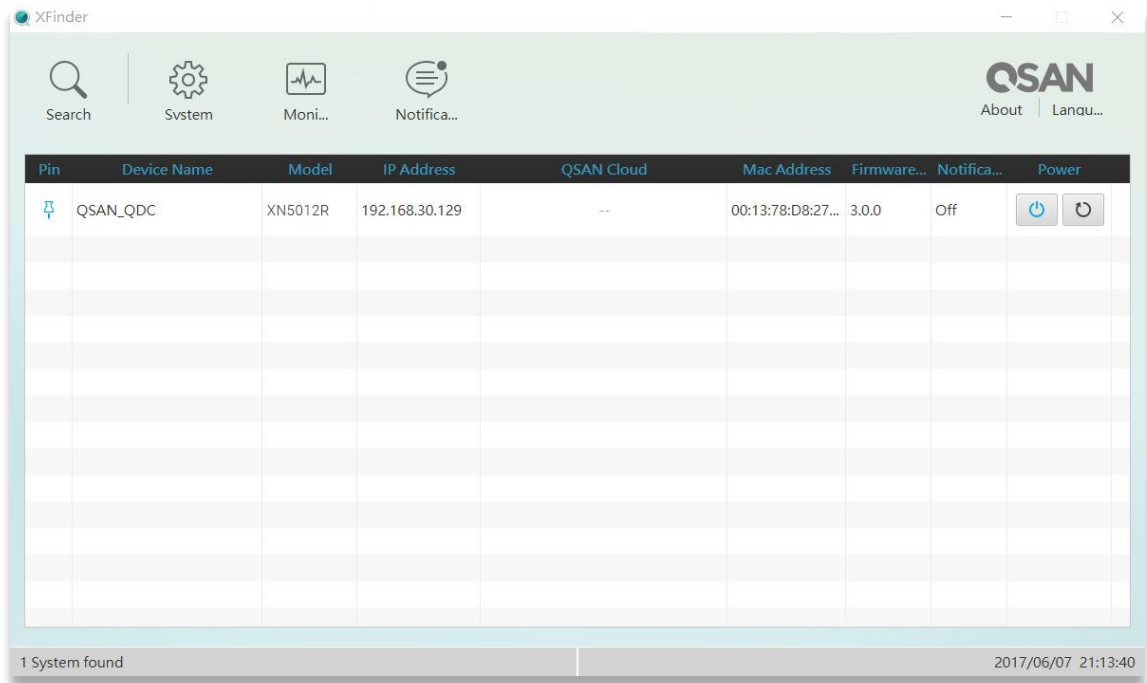 XFinder
Search System Moni... Notifica...
QSAN
About Langu...
Pin Device Name Model IP Address QSAN Cloud Mac Address Firmware... Notifica... Power
QSAN_QDC XN5012R 192.168.30.129 -- 00:13:78:D8:27... 3.0.0 Off
1 System found 2017/06/07 21:13:40